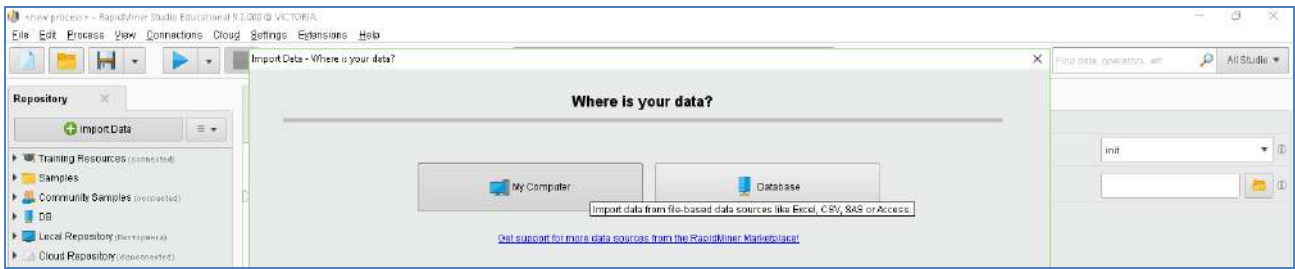 <new process> - RapidMiner Studio Educational 9.2.000 @ VICTORIA
File Edit Process View Connections Cloud Settings Extensions Help
Import Data - Where is your data?
Find data, operators...etc
All Studio
Repository
Where is your data?
Import Data
init
Training Resources (connected)
Samples
My Computer
Database
Community Samples (connected)
Import data from file-based data sources like Excel, CSV, SAS or Access.
DB
Local Repository
Get support for more data sources from the RapidMiner Marketplace!
Cloud Repository (disconnected)